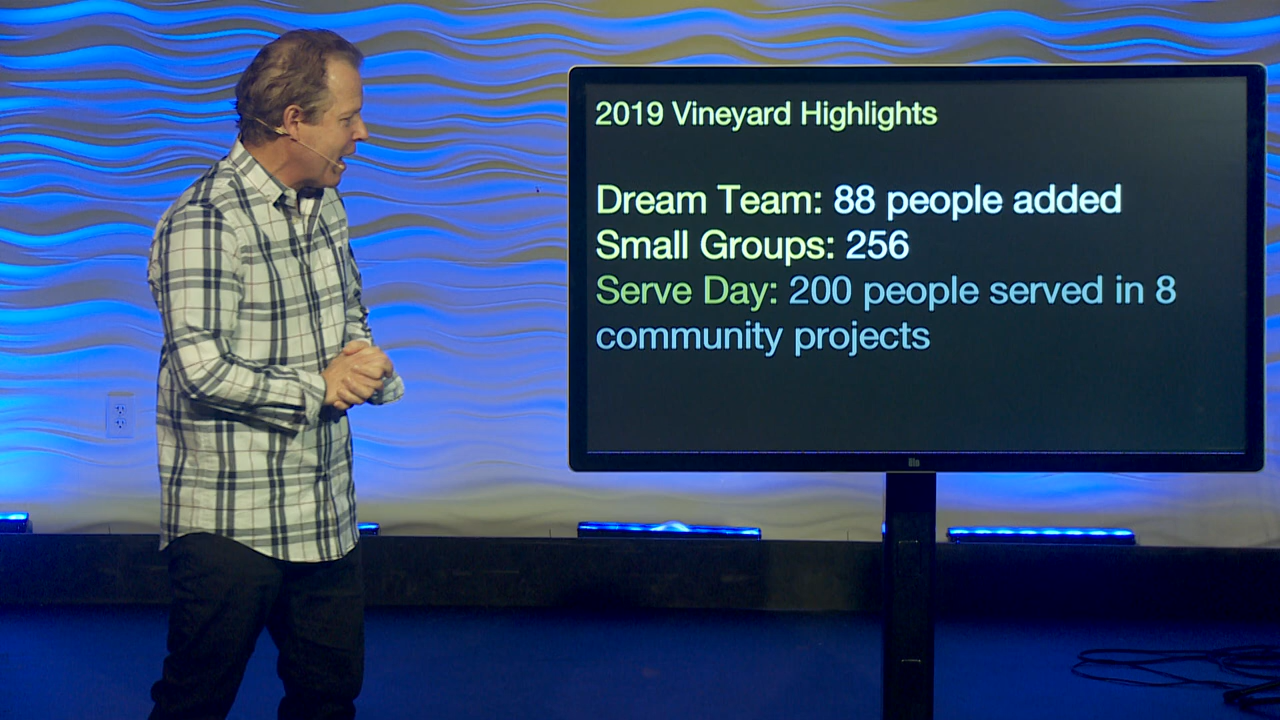 2019 Vineyard Highlights
Dream Team: 88 people added
Small Groups: 256
Serve Day: 200 people served in 8
community projects
elo